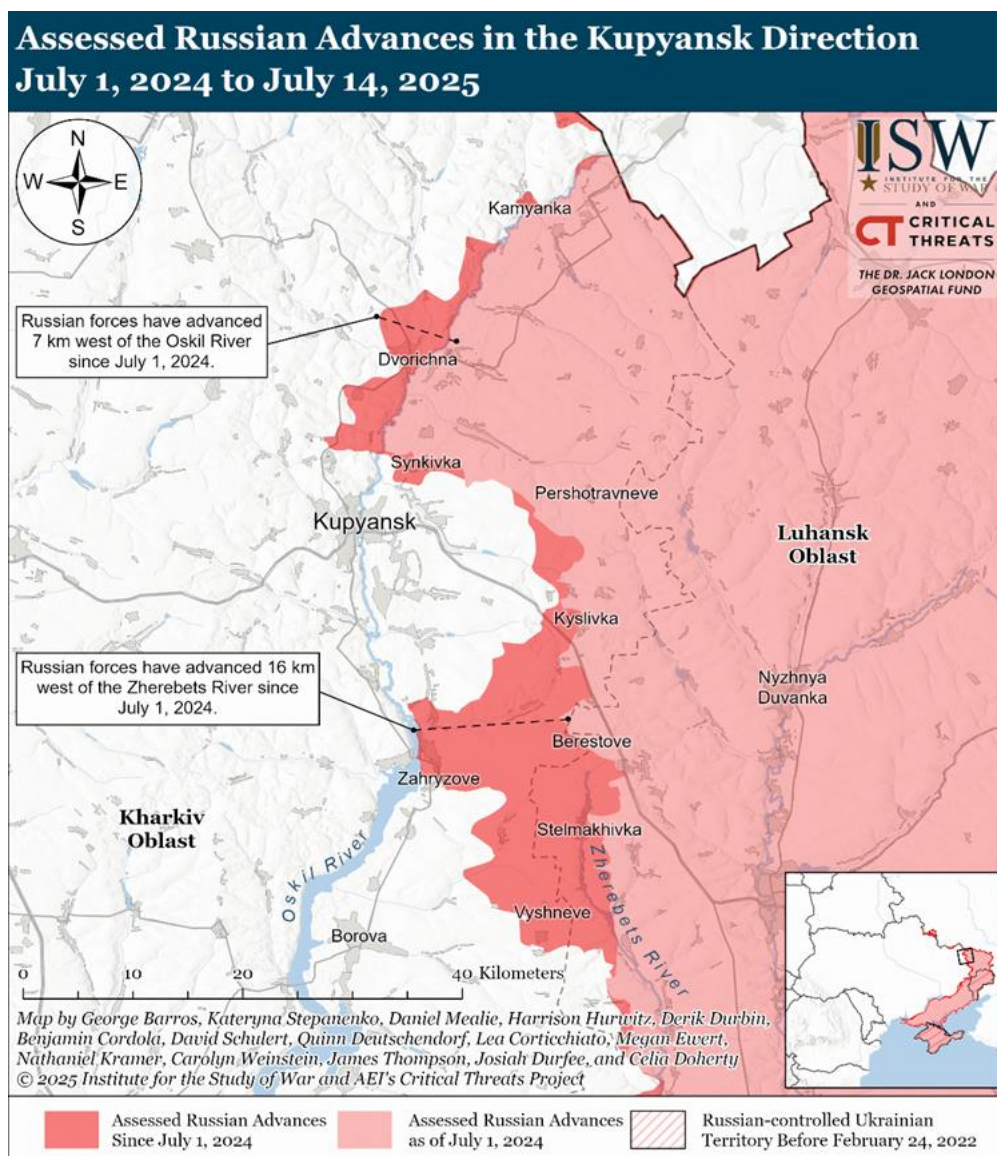 Assessed Russian Advances in the Kupyansk Direction
July 1, 2024 to July 14, 2025
N
W
E
S
ISW
INSTITUTE FOR THE
STUDY OF WAR
AND
CT CRITICAL
THREATS
THE DR. JACK LONDON
GEOSPATIAL FUND
Kamyanka
Russian forces have advanced
7 km west of the Oskil River
since July 1, 2024.
Dvorichna
Synkivka
Pershotravneve
Kupyansk
Luhansk
Oblast
Kyslivka
Russian forces have advanced 16 km
west of the Zherebets River since
July 1, 2024.
Nyzhnya
Duvanka
Berestove
Zahryzove
Kharkiv
Oblast
Stelmakhivka
Oskil River
Zherebets River
Vyshneve
Borova
0 20 40 Kilometers
Map by George Barros, Kateryna Stepanenko, Daniel Mealie, Harrison Hurwitz, Derik Durbin,
Benjamin Cordola, David Schulert, Quinn Deutschendorf, Lea Corticchiato, Megan Ewert,
Nathaniel Kramer, Carolyn Weinstein, James Thompson, Josiah Durfee, and Celia Doherty
© 2025 Institute for the Study of War and AEI's Critical Threats Project
Assessed Russian Advances
Since July 1, 2024
Assessed Russian Advances
as of July 1, 2024
Russian-controlled Ukrainian
Territory Before February 24, 2022